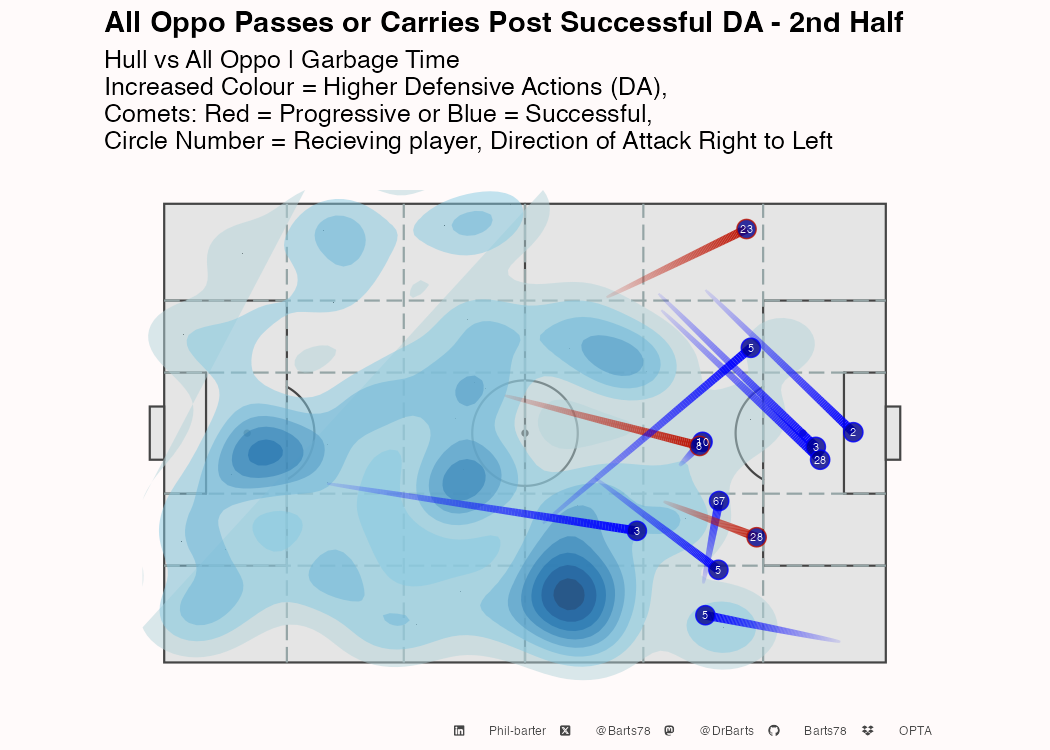 All Oppo Passes or Carries Post Successful DA - 2nd Half
Hull vs All Oppo | Garbage Time
Increased Colour = Higher Defensive Actions (DA),
Comets: Red = Progressive or Blue = Successful,
Circle Number = Recieving player, Direction of Attack Right to Left
23
5
10
8
3
2
28
67
3
28
5
5
Phil-barter @Barts78 @DrBarts Barts78 OPTA